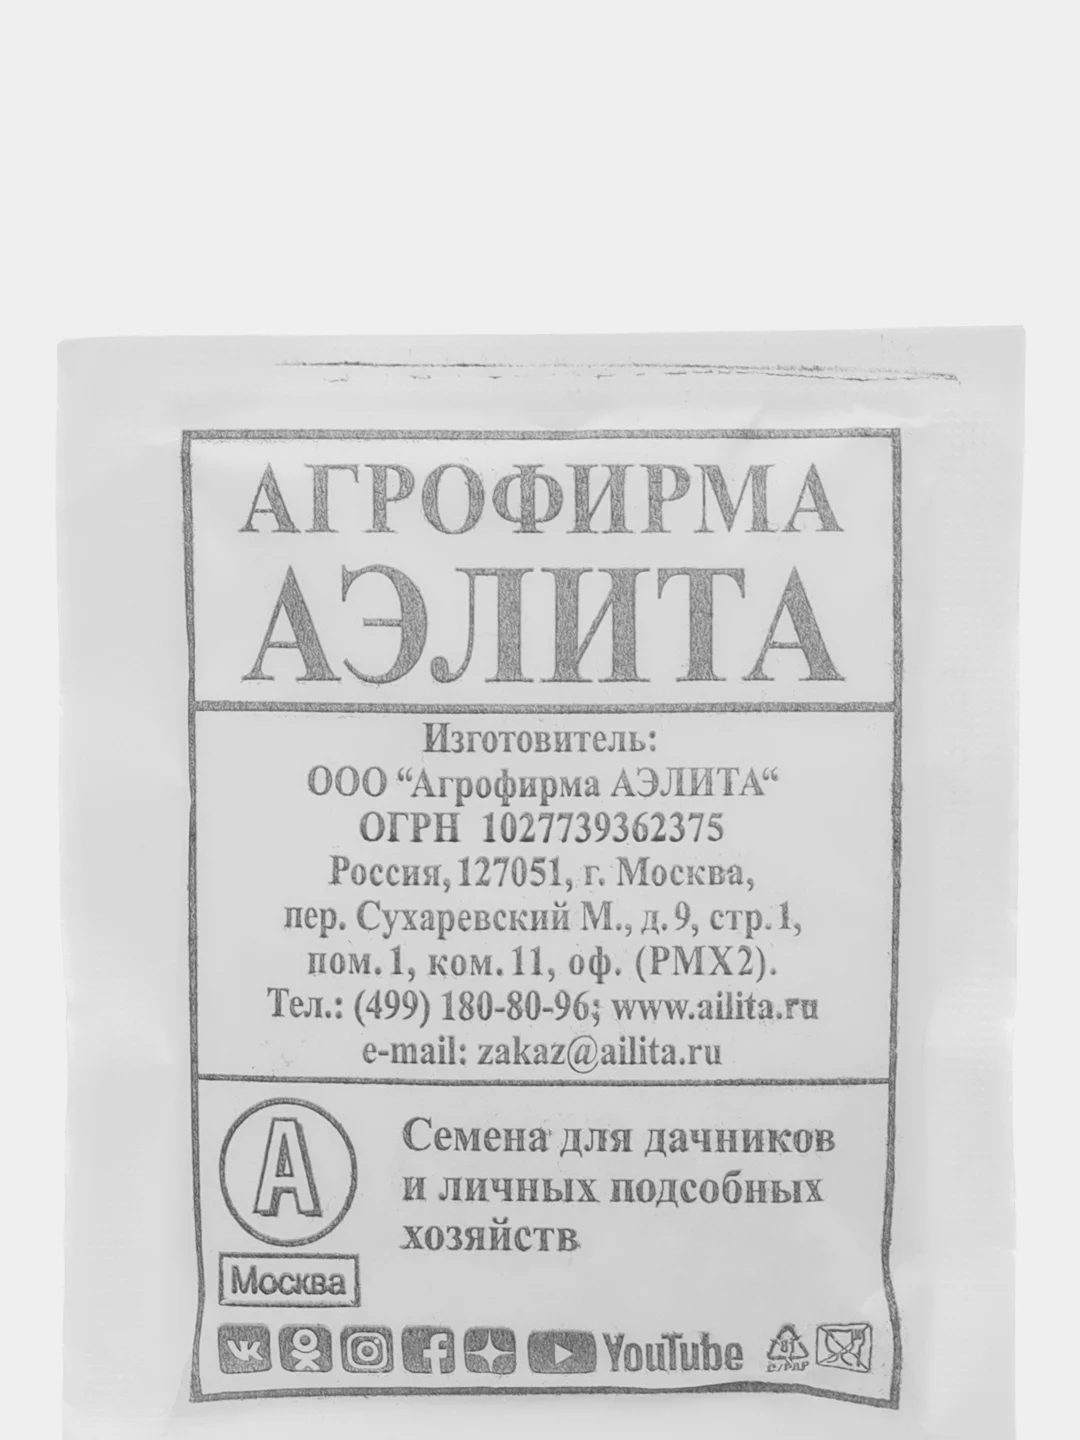 АГРОФИРМА
АЭЛИТА
Изготовитель:
ООО “Агрофирма АЭЛИТА“
ОГРН 1027739362375
Россия, 127051, г. Москва,
пер. Сухаревский М., д. 9, стр. 1,
пом. 1, ком. 11, оф. (РМХ2).
Тел.: (499) 180-80-96; www.ailita.ru
e-mail: zakaz@ailita.ru
А
Семена для дачников
и личных подсобных
хозяйств
Москва
YouTube
C/PAP